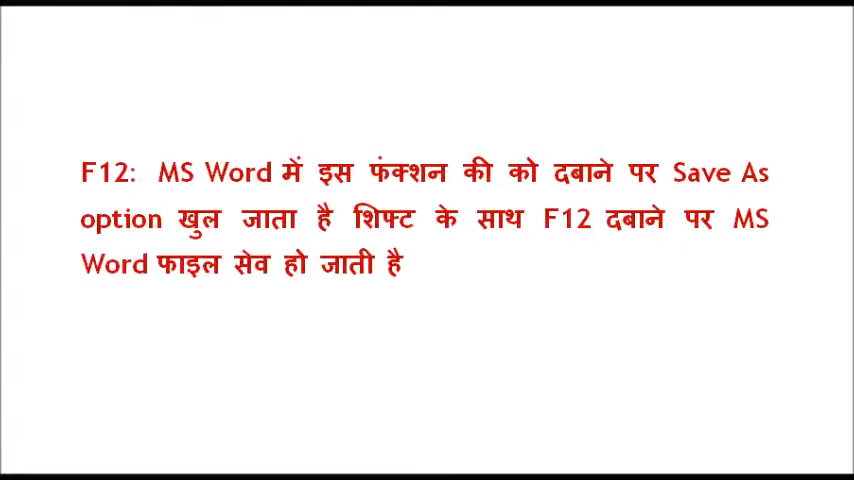 F12: MS Word में इस फंक्शन की को दबाने पर Save As
option खुल जाता है शिफ्ट के साथ F12 दबाने पर MS
Word फाइल सेव हो जाती है